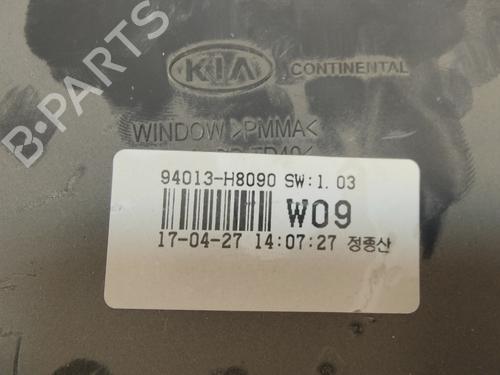 KIA CONTINENTAL
WINDOW >PMMA<
94013-H8090 SW:1.03
W09
17-04-27 14:07:27 정종산
B-PARTS